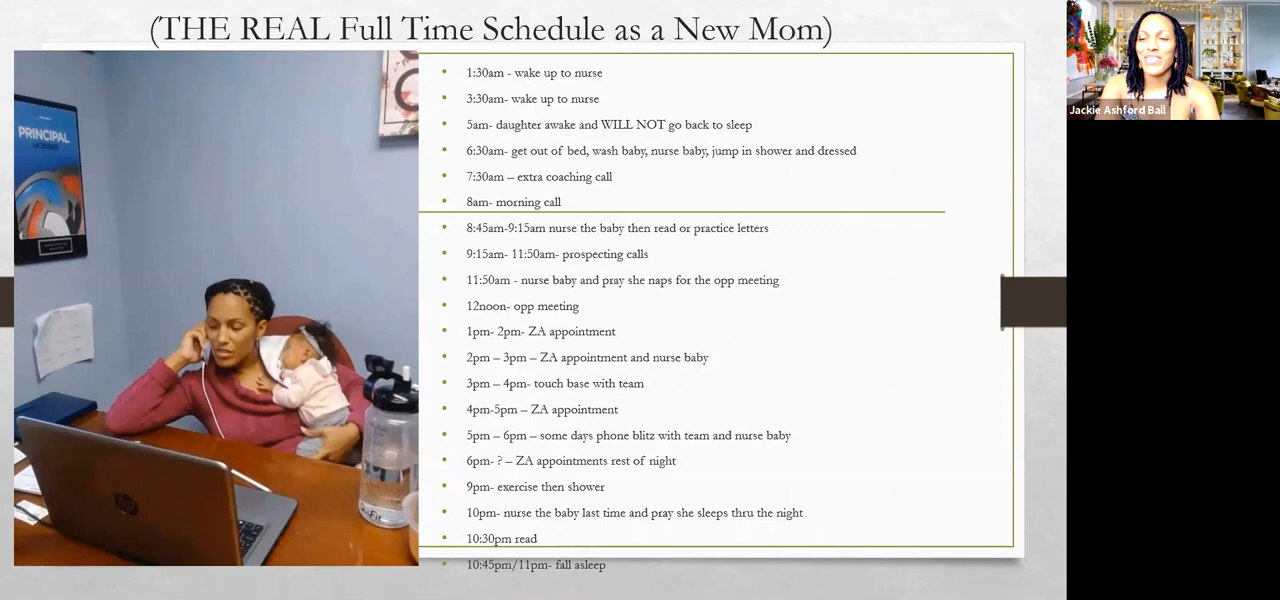 (THE REAL Full Time Schedule as a New Mom)
• 1:30am - wake up to nurse
• 3:30am- wake up to nurse
• 5am- daughter awake and WILL NOT go back to sleep
• 6:30am- get out of bed, wash baby, nurse baby, jump in shower and dressed
• 7:30am – extra coaching call
• 8am- morning call
• 8:45am-9:15am nurse the baby then read or practice letters
• 9:15am- 11:50am- prospecting calls
• 11:50am - nurse baby and pray she naps for the opp meeting
• 12noon- opp meeting
• 1pm- 2pm- ZA appointment
• 2pm – 3pm – ZA appointment and nurse baby
• 3pm – 4pm- touch base with team
• 4pm-5pm – ZA appointment
• 5pm – 6pm – some days phone blitz with team and nurse baby
• 6pm- ? – ZA appointments rest of night
• 9pm- exercise then shower
• 10pm- nurse the baby last time and pray she sleeps thru the night
• 10:30pm read
• 10:45pm/11pm- fall asleep
PRINCIPAL
hp
QuiFit
Jackie Ashford Ball